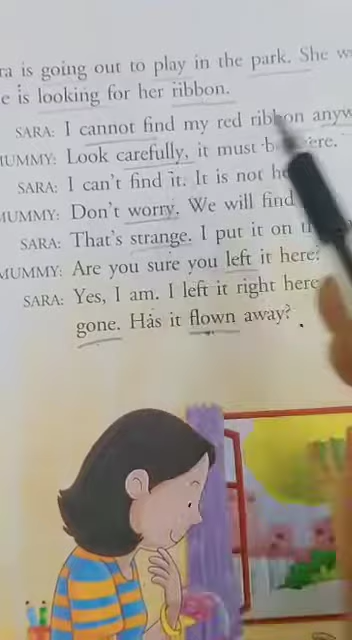 ra is going out to play in the park. She w
e is looking for her ribbon.
SARA: I cannot find my red ribbon anyw
MUMMY: Look carefully, it must b ere.
SARA: I can't find it. It is not he
MUMMY: Don't worry. We will find
SARA: That's strange. I put it on
MUMMY: Are you sure you left it here?
SARA: Yes, I am. I left it right here
gone. Has it flown away?